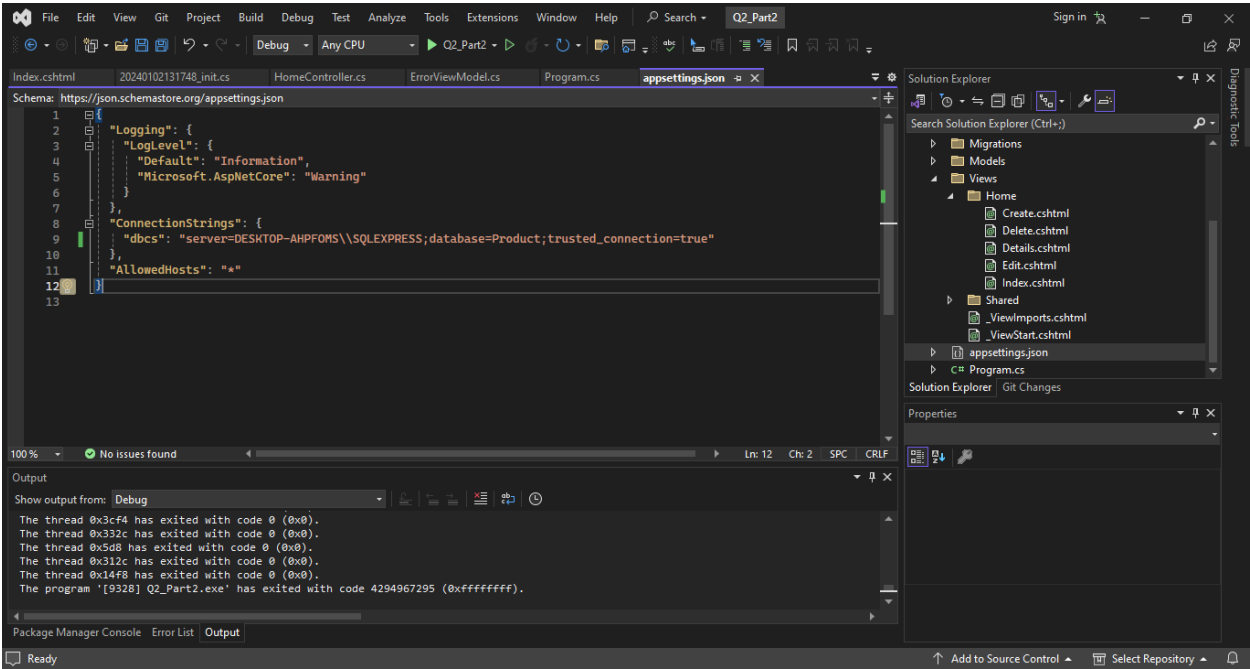 File Edit View Git Project Build Debug Test Analyze Tools Extensions Window Help Search Q2_Part2 Sign in
Debug Any CPU Q2_Part2
Index.cshtml 20240102131748_init.cs HomeController.cs ErrorViewModel.cs Program.cs appsettings.json
Schema: https://json.schemastore.org/appsettings.json
1 {
2 "Logging": {
3 "LogLevel": {
4 "Default": "Information",
5 "Microsoft.AspNetCore": "Warning"
6 }
7 },
8 "ConnectionStrings": {
9 "dbcs": "server=DESKTOP-AHPFOMS\\SQLEXPRESS;database=Product;trusted_connection=true"
10 },
11 "AllowedHosts": "*"
12 }
13
100 % No issues found Ln: 12 Ch: 2 SPC CRLF
Output
Show output from: Debug
The thread 0x3cf4 has exited with code 0 (0x0).
The thread 0x332c has exited with code 0 (0x0).
The thread 0x5d8 has exited with code 0 (0x0).
The thread 0x312c has exited with code 0 (0x0).
The thread 0x14f8 has exited with code 0 (0x0).
The program '[9328] Q2_Part2.exe' has exited with code 4294967295 (0xffffffff).
Package Manager Console Error List Output
Solution Explorer
Search Solution Explorer (Ctrl+;)
Migrations
Models
Views
Home
Create.cshtml
Delete.cshtml
Details.cshtml
Edit.cshtml
Index.cshtml
Shared
_ViewImports.cshtml
_ViewStart.cshtml
appsettings.json
C# Program.cs
Solution Explorer Git Changes
Properties
Diagnostic Tools
Ready Add to Source Control Select Repository